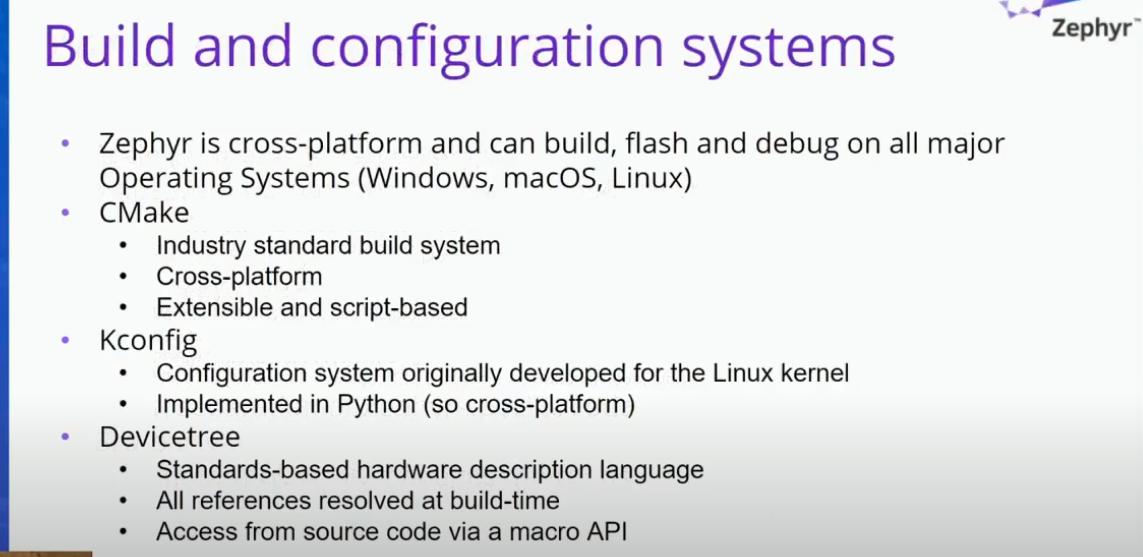 Zephyr™
Build and configuration systems
• Zephyr is cross-platform and can build, flash and debug on all major
Operating Systems (Windows, macOS, Linux)
• CMake
• Industry standard build system
• Cross-platform
• Extensible and script-based
• Kconfig
• Configuration system originally developed for the Linux kernel
• Implemented in Python (so cross-platform)
• Devicetree
• Standards-based hardware description language
• All references resolved at build-time
• Access from source code via a macro API